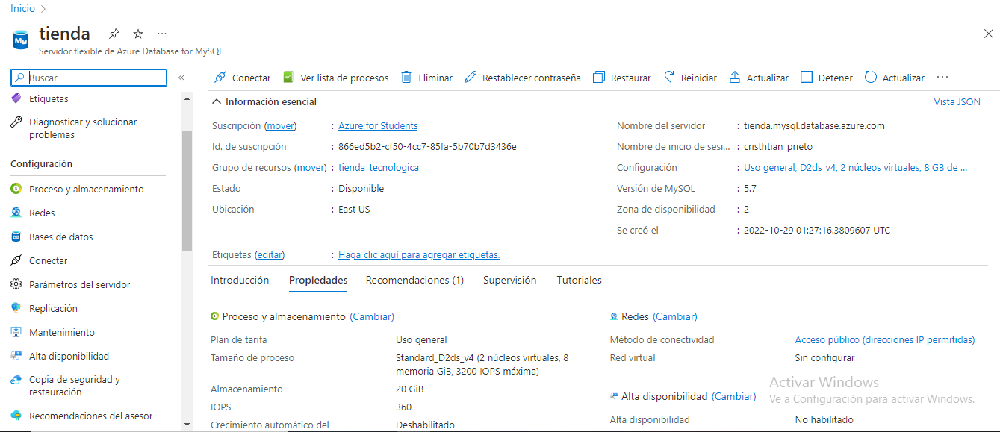 Inicio
tienda
Servidor flexible de Azure Database for MySQL
Buscar
Etiquetas
Diagnosticar y solucionar
problemas
Configuración
Proceso y almacenamiento
Redes
Bases de datos
Conectar
Parámetros del servidor
Replicación
Mantenimiento
Alta disponibilidad
Copia de seguridad y
restauración
Recomendaciones del asesor
Conectar Ver lista de procesos Eliminar Restablecer contraseña Restaurar Reiniciar Actualizar Detener Actualizar ...
Información esencial Vista JSON
Suscripción (mover) : Azure for Students
Id. de suscripción : 866ed5b2-cf50-4cc7-85fa-5b70b7d3436e
Grupo de recursos (mover) : tienda_tecnologica
Estado : Disponible
Ubicación : East US
Nombre del servidor : tienda.mysql.database.azure.com
Nombre de inicio de sesi... : cristhtian_prieto
Configuración : Uso general, D2ds_v4, 2 núcleos virtuales, 8 GB de ...
Versión de MySQL : 5.7
Zona de disponibilidad : 2
Se creó el : 2022-10-29 01:27:16.3809607 UTC
Etiquetas (editar) : Haga clic aquí para agregar etiquetas.
Introducción Propiedades Recomendaciones (1) Supervisión Tutoriales
Proceso y almacenamiento (Cambiar)
Plan de tarifa Uso general
Tamaño de proceso Standard_D2ds_v4 (2 núcleos virtuales, 8
memoria GiB, 3200 IOPS máxima)
Almacenamiento 20 GiB
IOPS 360
Crecimiento automático del Deshabilitado
Redes (Cambiar)
Método de conectividad Acceso público (direcciones IP permitidas)
Red virtual Sin configurar
Alta disponibilidad (Cambiar)
Alta disponibilidad No habilitado
Activar Windows
Ve a Configuración para activar Windows.